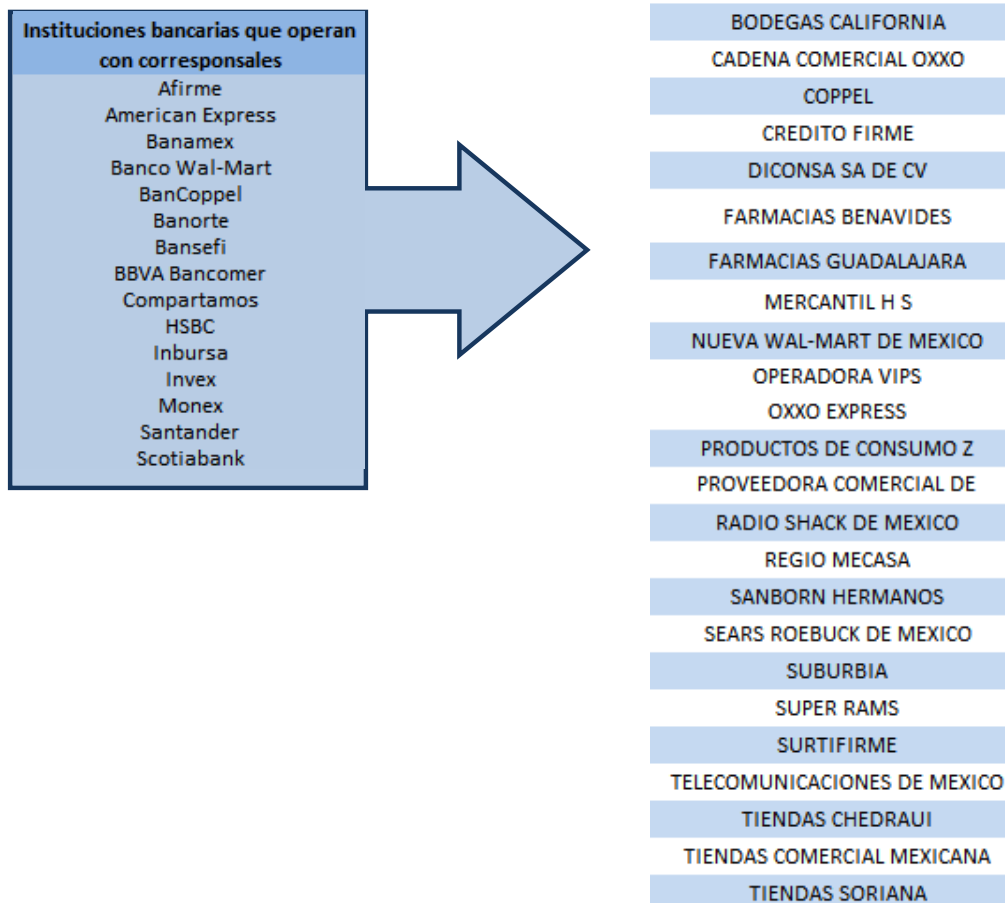 Instituciones bancarias que operan
con corresponsales
Afirme
American Express
Banamex
Banco Wal-Mart
BanCoppel
Banorte
Bansefi
BBVA Bancomer
Compartamos
HSBC
Inbursa
Invex
Monex
Santander
Scotiabank
BODEGAS CALIFORNIA
CADENA COMERCIAL OXXO
COPPEL
CREDITO FIRME
DICONSA SA DE CV
FARMACIAS BENAVIDES
FARMACIAS GUADALAJARA
MERCANTIL H S
NUEVA WAL-MART DE MEXICO
OPERADORA VIPS
OXXO EXPRESS
PRODUCTOS DE CONSUMO Z
PROVEEDORA COMERCIAL DE
RADIO SHACK DE MEXICO
REGIO MECASA
SANBORN HERMANOS
SEARS ROEBUCK DE MEXICO
SUBURBIA
SUPER RAMS
SURTIFIRME
TELECOMUNICACIONES DE MEXICO
TIENDAS CHEDRAUI
TIENDAS COMERCIAL MEXICANA
TIENDAS SORIANA